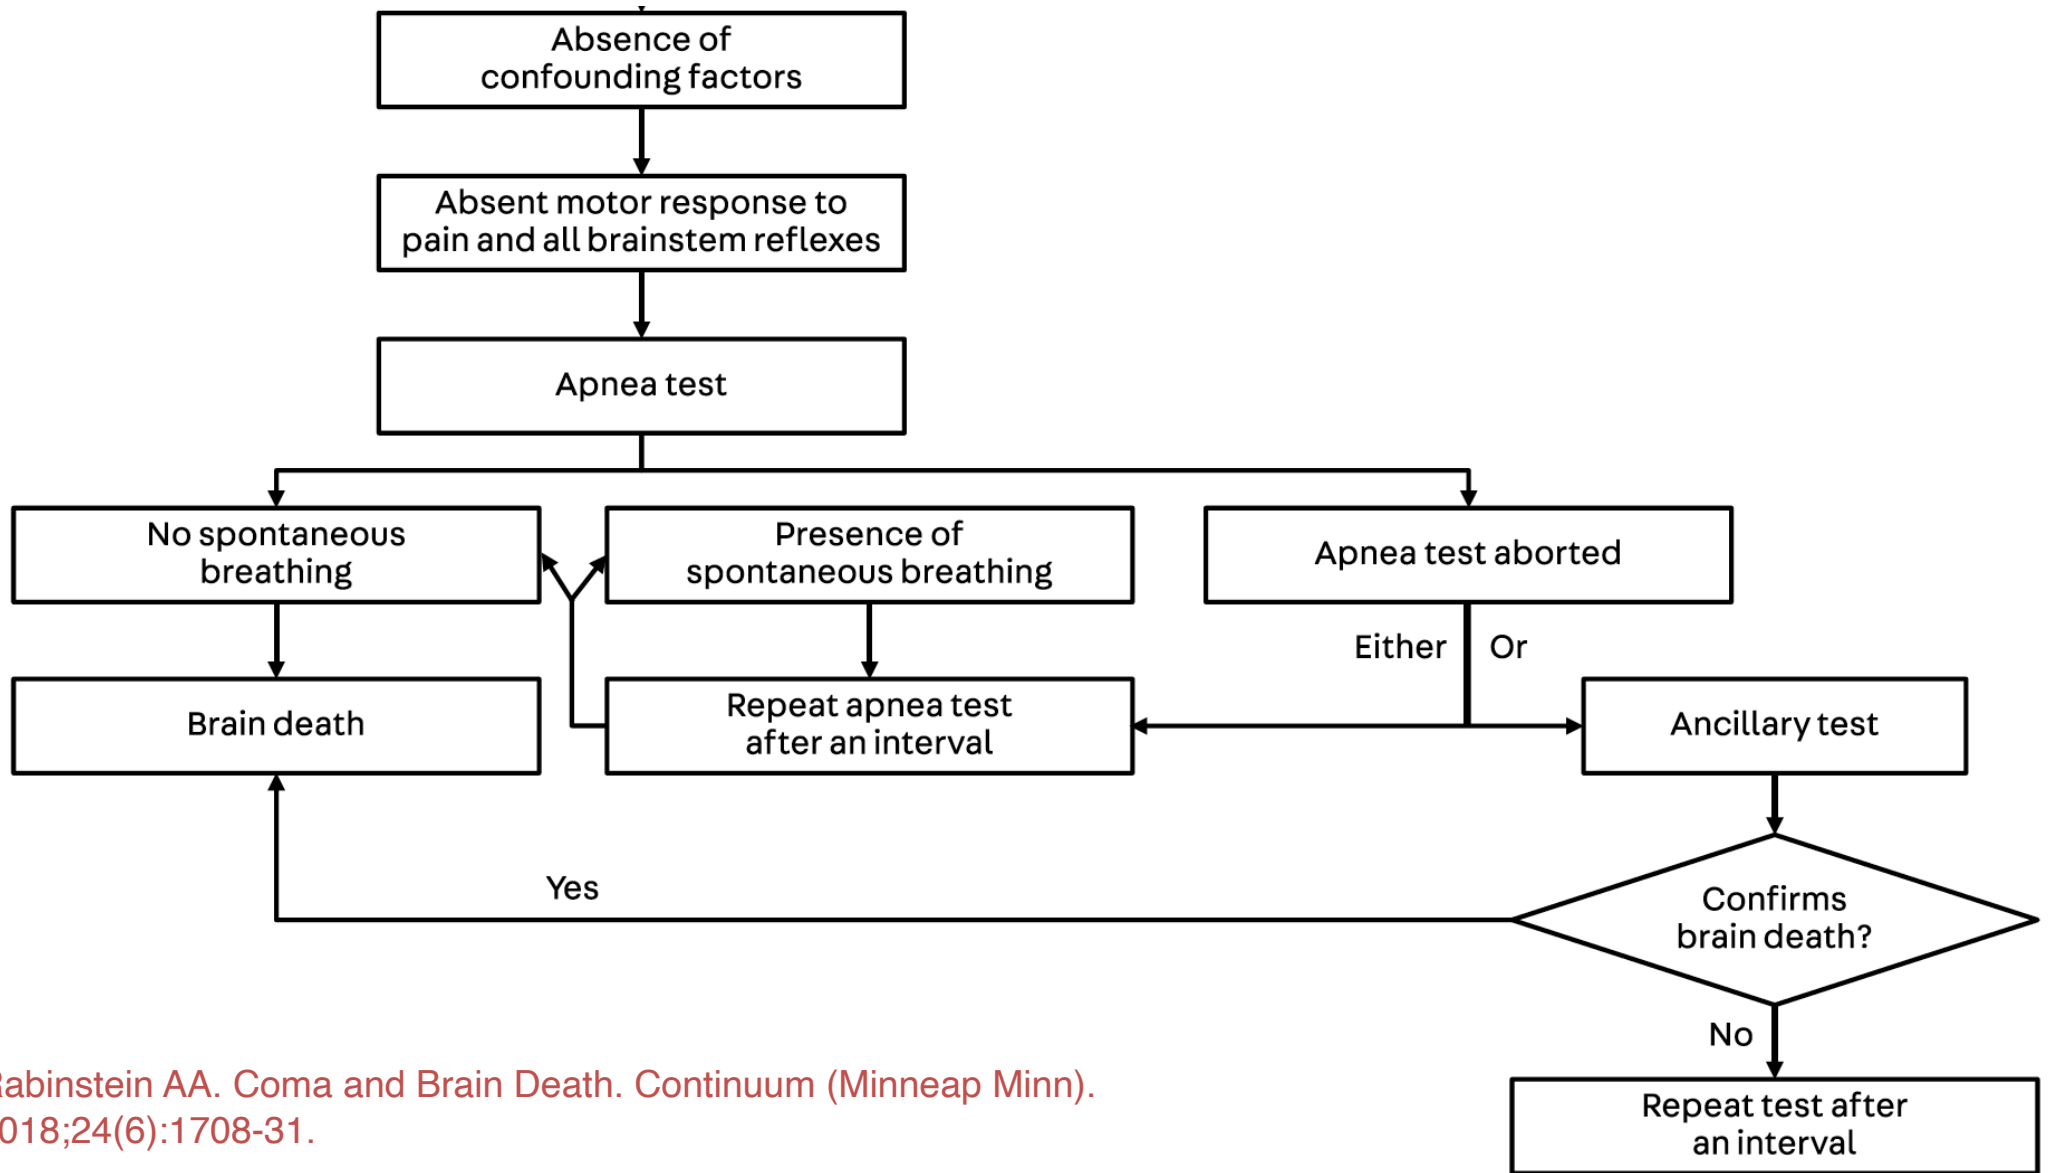 Absence of
confounding factors
Absent motor response to
pain and all brainstem reflexes
Apnea test
No spontaneous
breathing
Presence of
spontaneous breathing
Apnea test aborted
Either
Or
Brain death
Repeat apnea test
after an interval
Ancillary test
Yes
Confirms
brain death?
No
Repeat test after
an interval
abinstein AA. Coma and Brain Death. Continuum (Minneap Minn).
018;24(6):1708-31.